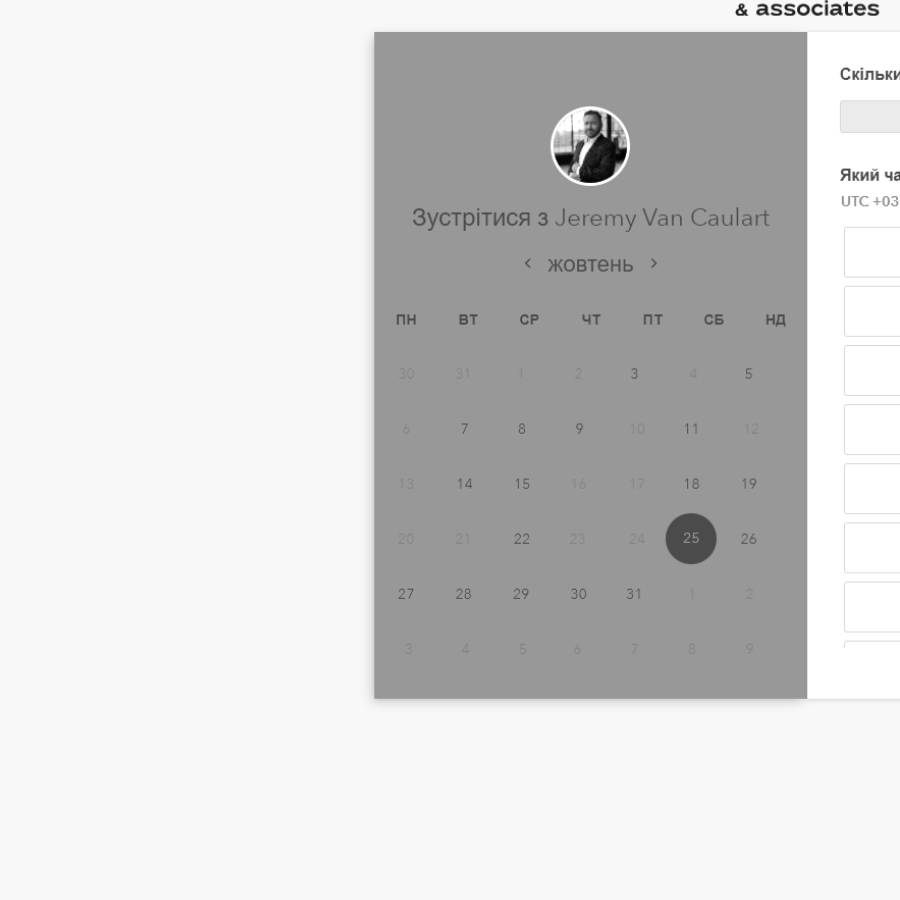 & associates
Зустрітися з Jeremy Van Caulart
жовтень
ПН ВТ СР ЧТ ПТ СБ НД
30 31 1 2 3 4 5
6 7 8 9 10 11 12
13 14 15 16 17 18 19
20 21 22 23 24 25 26
27 28 29 30 31 1 2
3 4 5 6 7 8 9
Скільки
Який ча
UTC +03